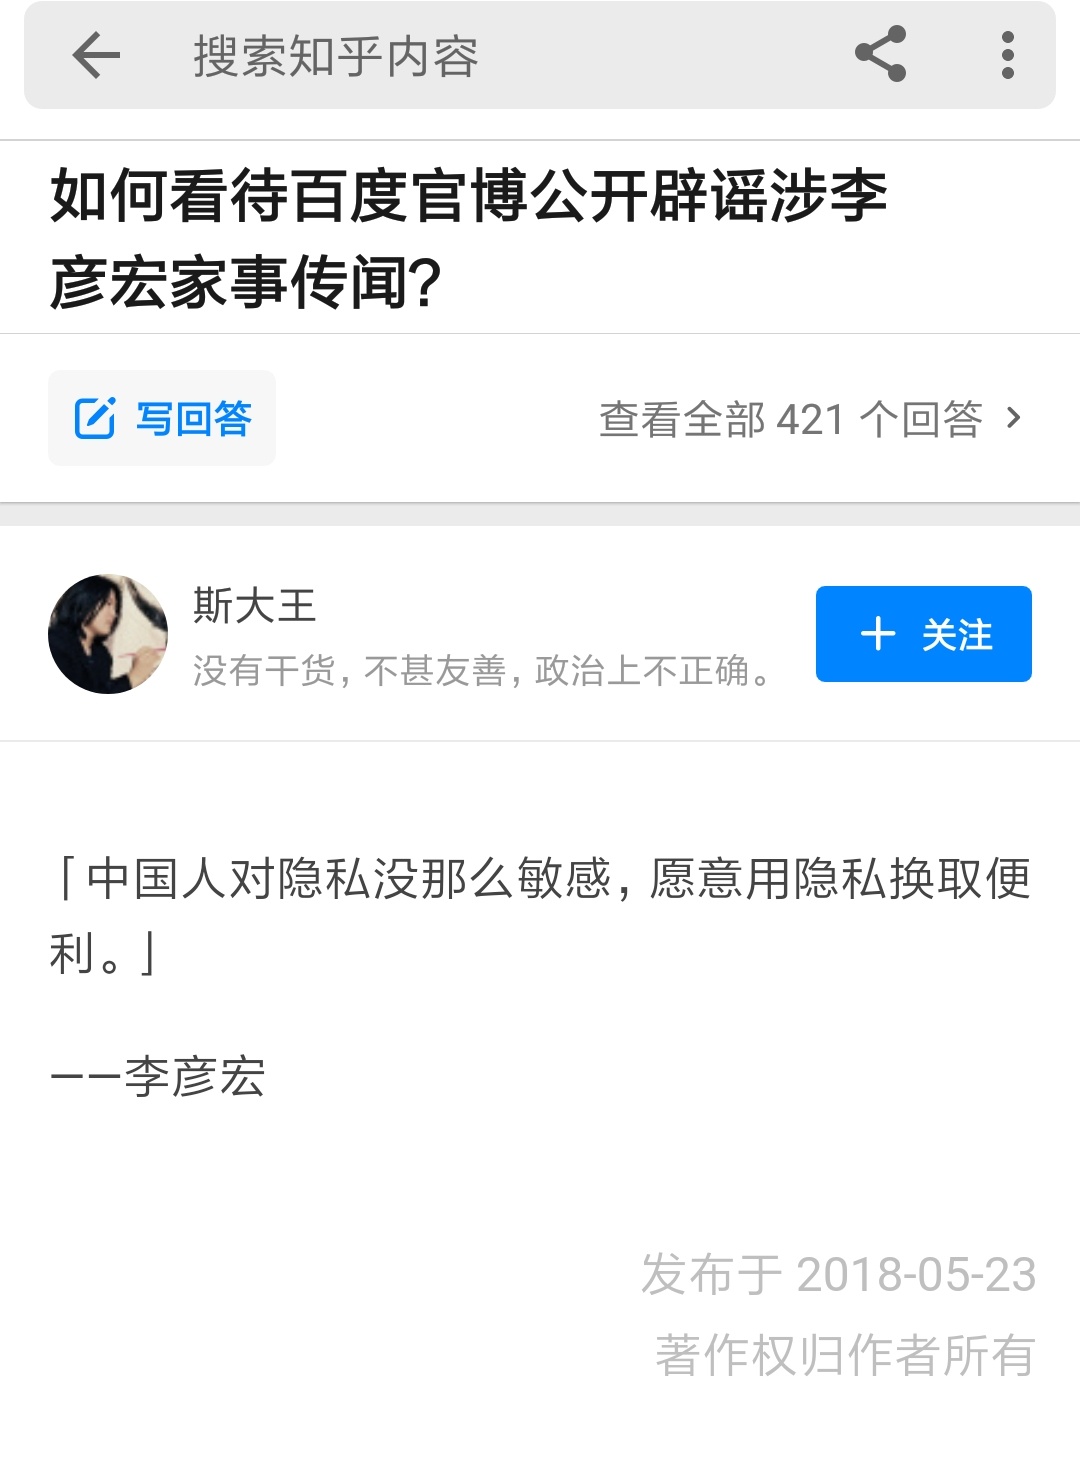 搜索知乎内容
如何看待百度官博公开辟谣涉李
彦宏家事传闻?
写回答
查看全部 421 个回答
斯大王
没有干货，不甚友善，政治上不正确。
关注
「中国人对隐私没那么敏感，愿意用隐私换取便
利。」
——李彦宏
发布于 2018-05-23
著作权归作者所有